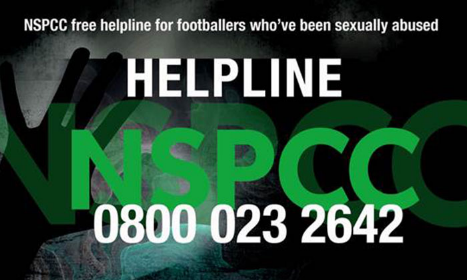 NSPCC free helpline for footballers who've been sexually abused
HELPLINE
NSPCC
0800 023 2642